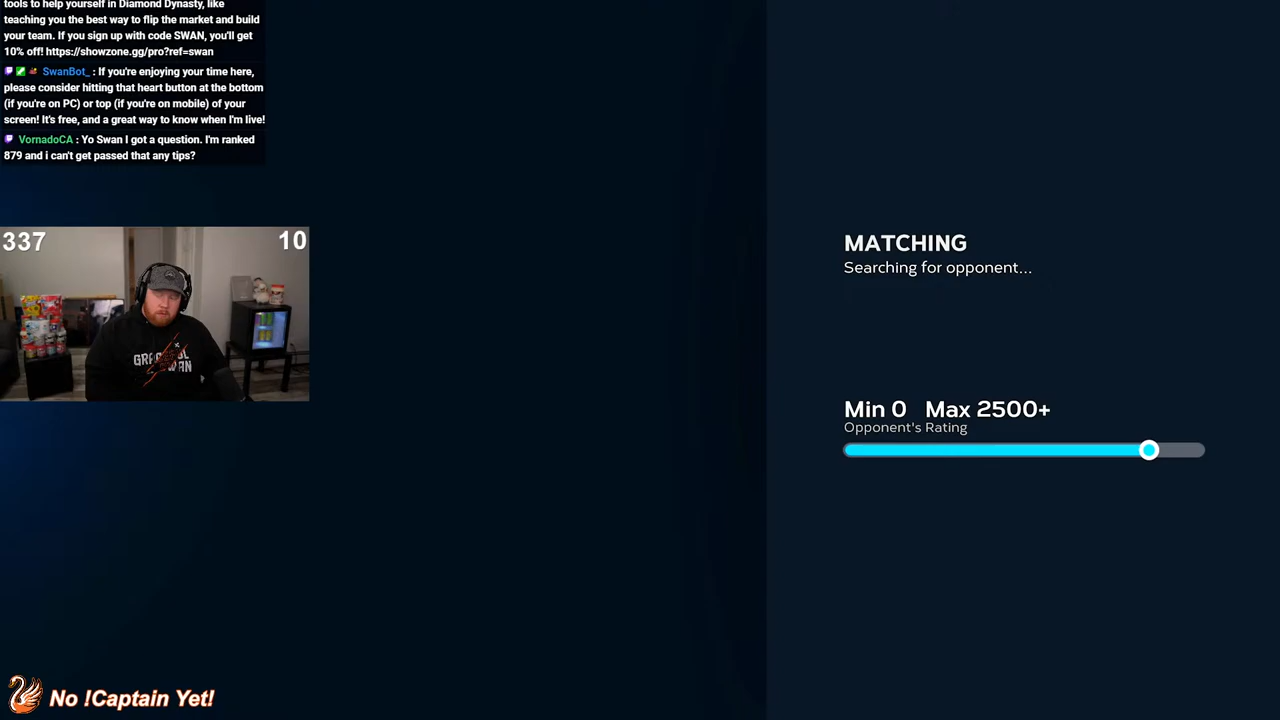 tools to help yourself in Diamond Dynasty, like
teaching you the best way to flip the market and build
your team. If you sign up with code SWAN, you'll get
10% off! https://showzone.gg/pro?ref=swan
SwanBot_ : If you're enjoying your time here,
please consider hitting that heart button at the bottom
(if you're on PC) or top (if you're on mobile) of your
screen! It's free, and a great way to know when I'm live!
VornadoCA : Yo Swan I got a question. I'm ranked
879 and i can't get passed that any tips?
337
10
MATCHING
Searching for opponent...
Min 0 Max 2500+
Opponent's Rating
No !Captain Yet!